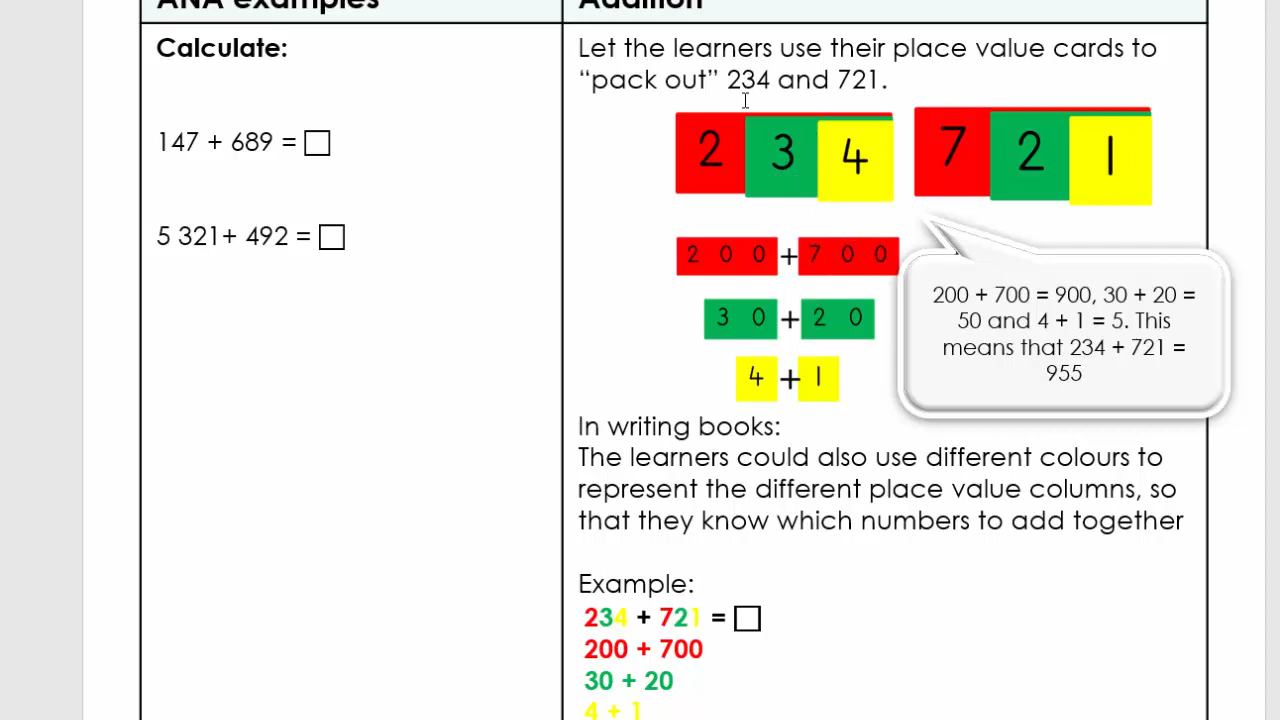 ANA examples
Addition
Calculate:
147 + 689 =
5 321+ 492 =
Let the learners use their place value cards to
“pack out” 234 and 721.
2 3 4 7 2 1
2 0 0 + 7 0 0
3 0 + 2 0
4 + 1
200 + 700 = 900, 30 + 20 =
50 and 4 + 1 = 5. This
means that 234 + 721 =
955
In writing books:
The learners could also use different colours to
represent the different place value columns, so
that they know which numbers to add together
Example:
234 + 721 =
200 + 700
30 + 20
4 + 1